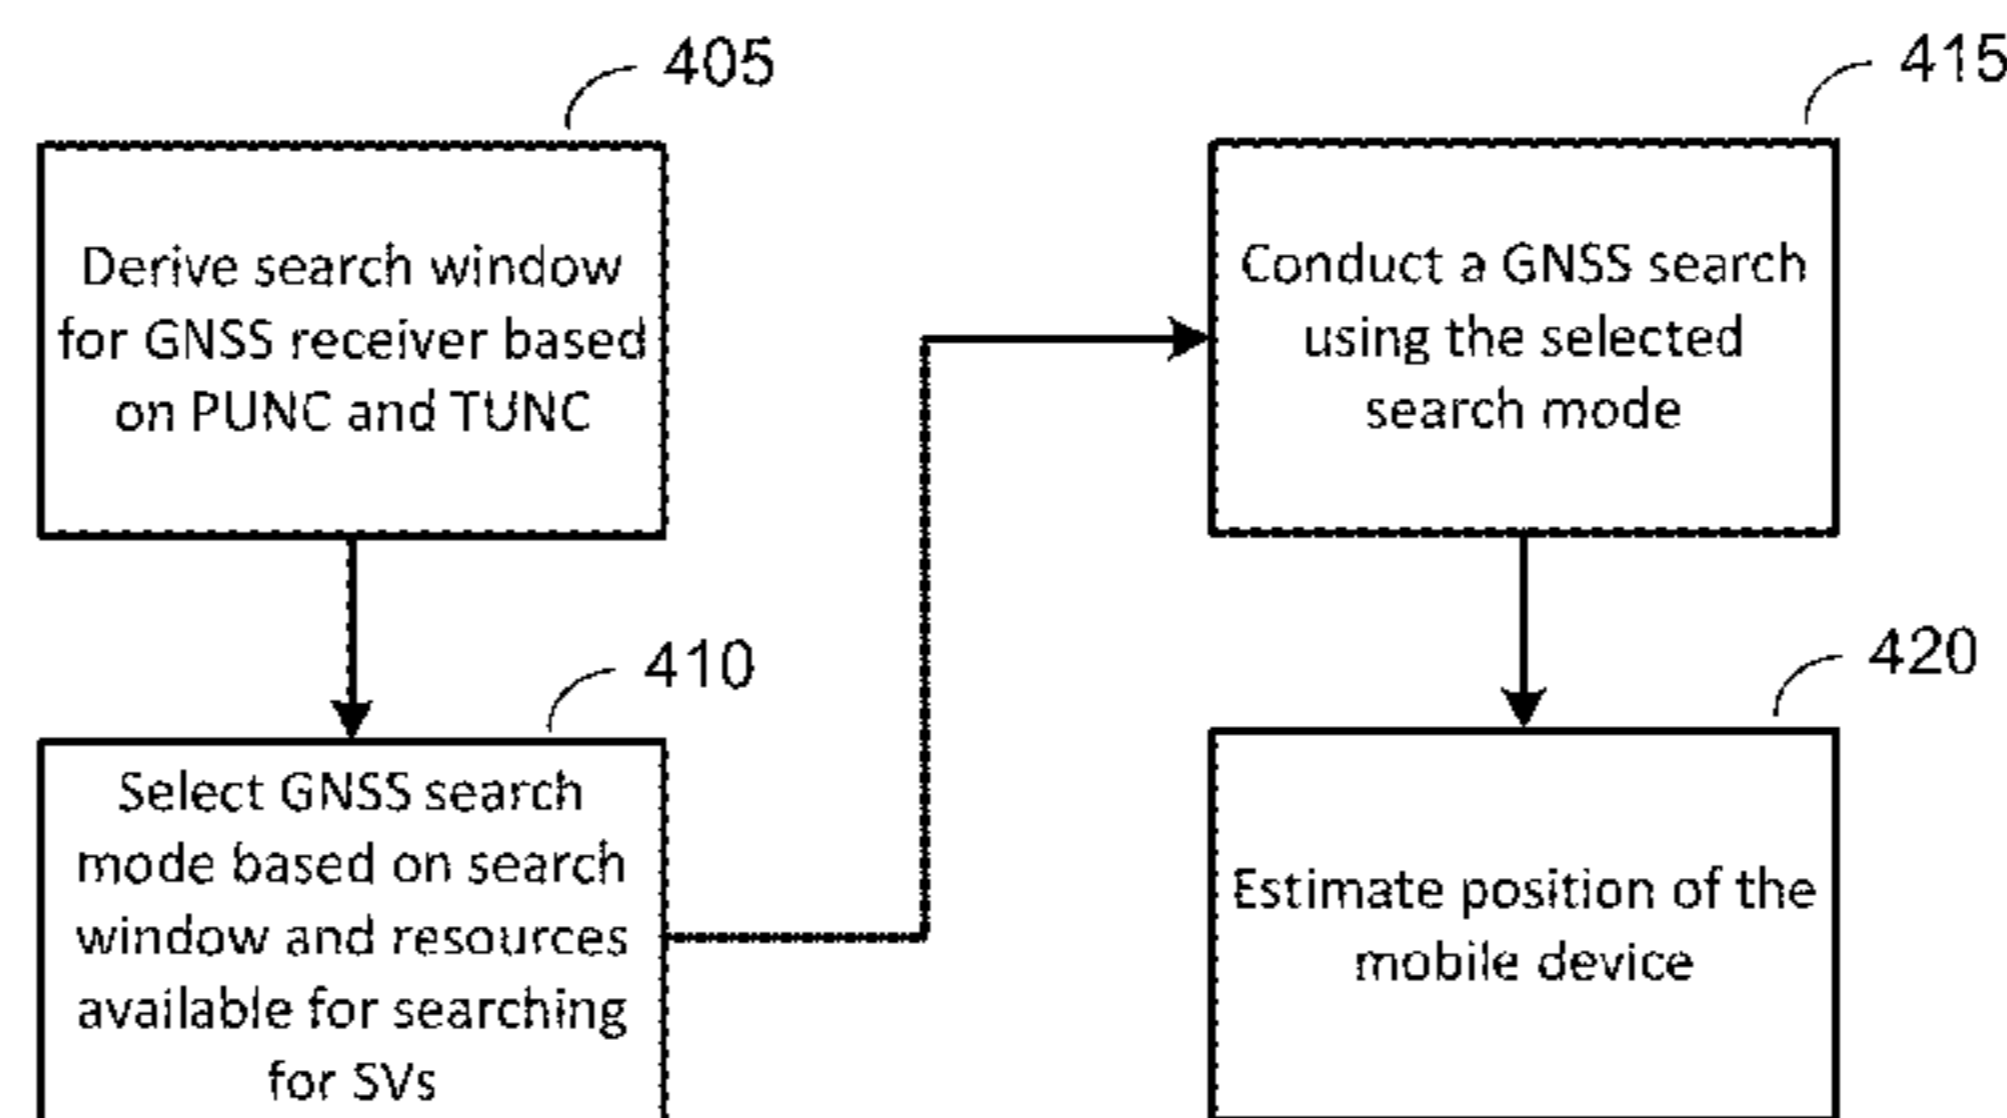 405
Derive search window
for GNSS receiver based
on PUNC and TUNC
410
Select GNSS search
mode based on search
window and resources
available for searching
for SVs
415
Conduct a GNSS search
using the selected
search mode
420
Estimate position of the
mobile device